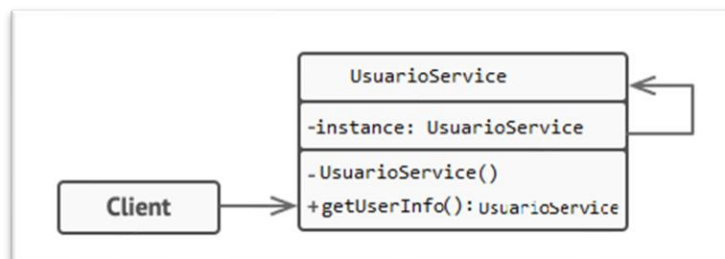 UsuarioService
-instance: UsuarioService
-UsuarioService()
Client
+getUserInfo(): UsuarioService